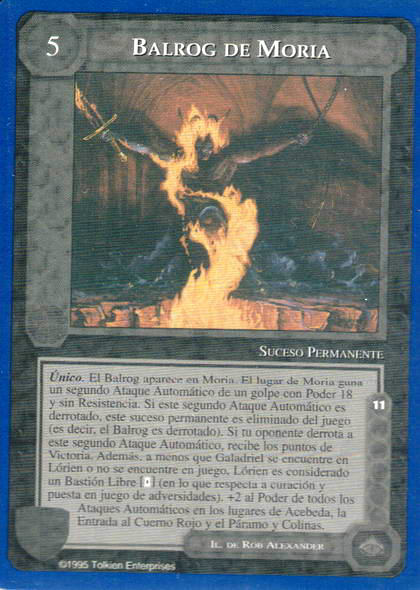 5
BALROG DE MORIA
SUCESO PERMANENTE
Único. El Balrog aparece en Moria. El lugar de Moria gana
un segundo Ataque Automático de un golpe con Poder 18
y sin Resistencia. Si este segundo Ataque Automático es
derrotado, este suceso permanente es eliminado del juego
(es decir, el Balrog es derrotado). Si tu oponente derrota a
este segundo Ataque Automático, recibe los puntos de
Victoria. Además, a menos que Galadriel se encuentre en
Lórien o no se encuentre en juego, Lórien es considerado
un Bastión Libre (en lo que respecta a curación y
puesta en juego de adversidades). +2 al Poder de todos los
Ataques Automáticos en los lugares de Acebeda, la
Entrada al Cuerno Rojo y el Páramo y Colinas.
11
IL. DE ROB ALEXANDER
©1995 Tolkien Enterprises